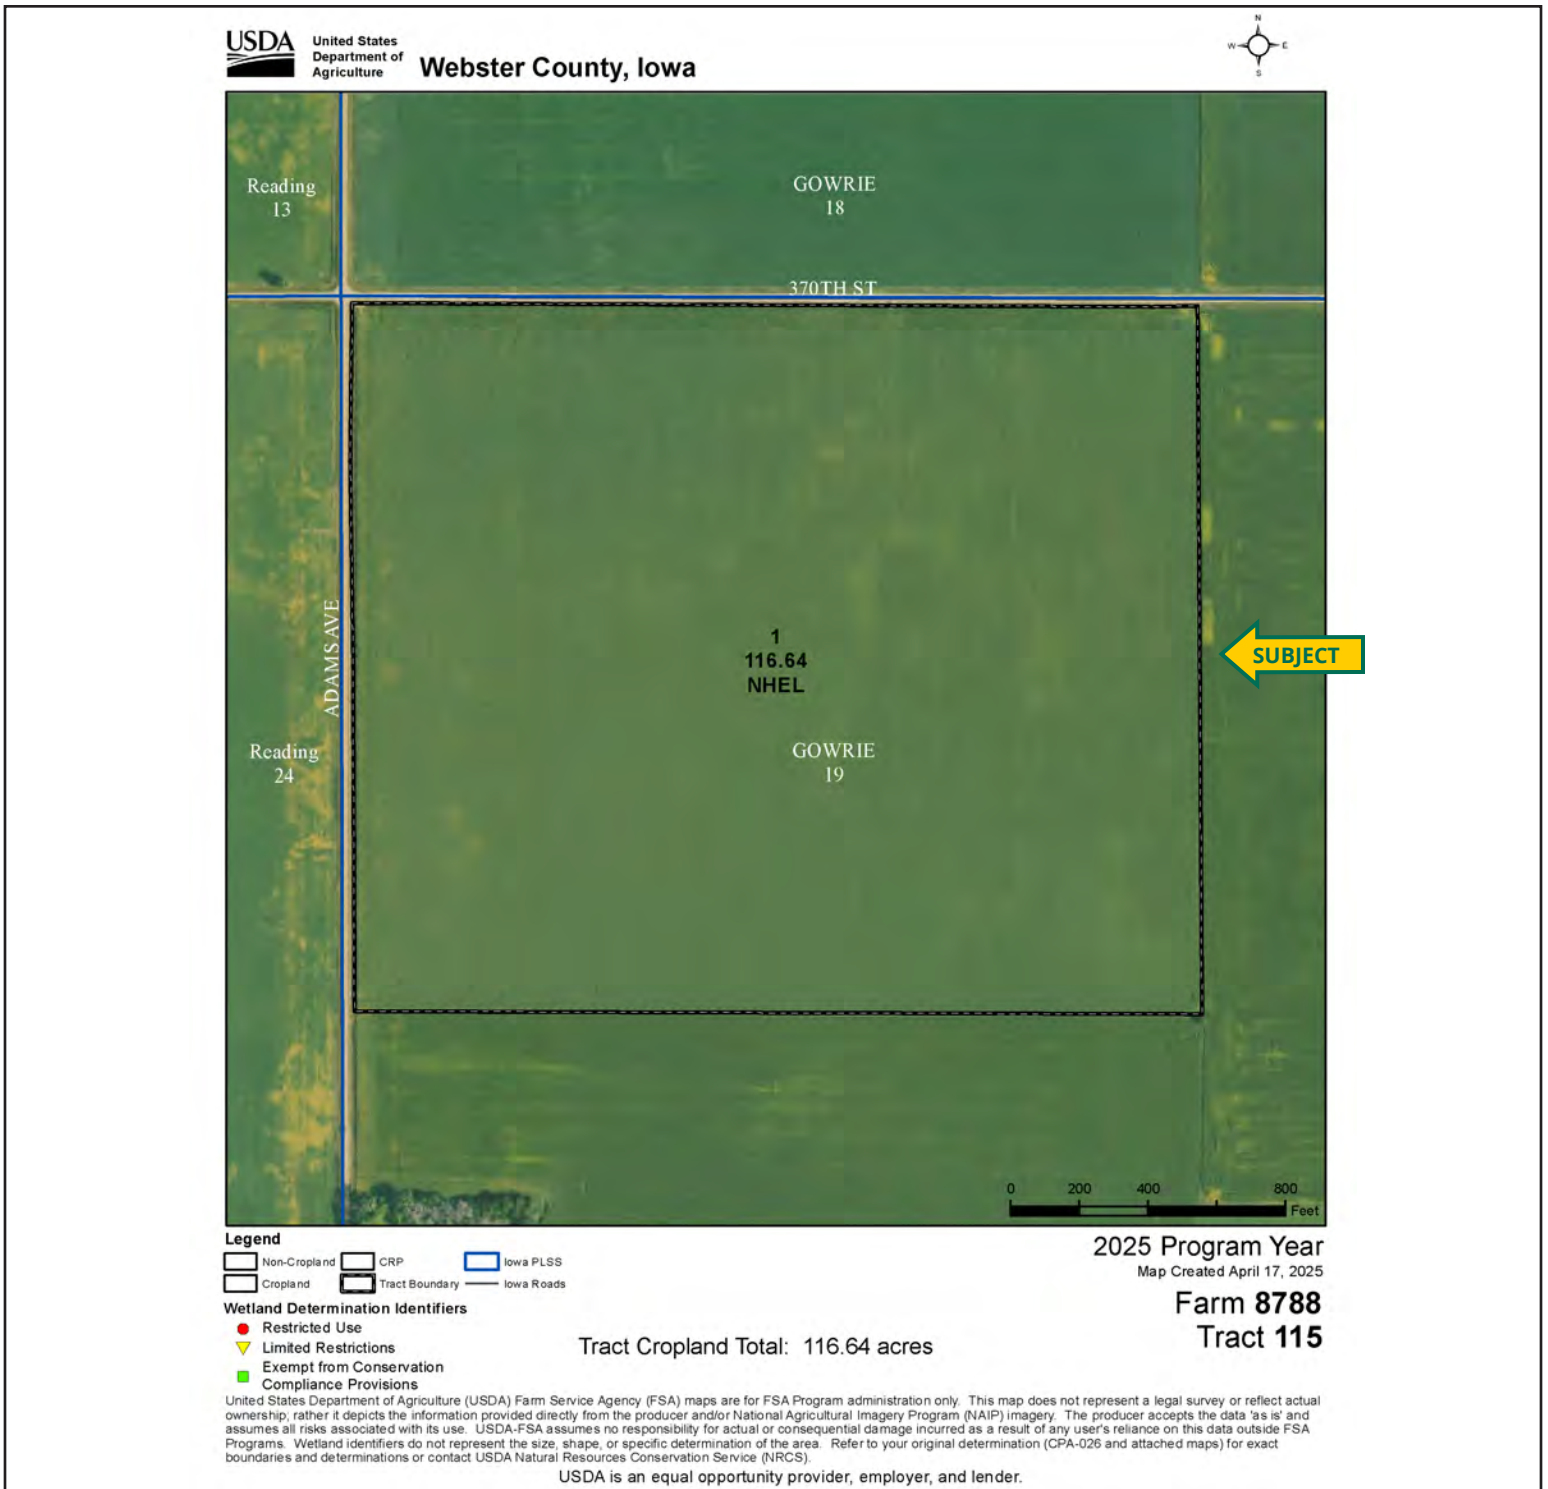 USDA
United States
Department of
Agriculture
Webster County, Iowa
N
W
E
S
Reading
13
GOWRIE
18
370TH ST
ADAMS AVE
1
116.64
NHEL
SUBJECT
Reading
24
GOWRIE
19
0 200 400 800
Feet
Legend
Non-Cropland CRP Iowa PLSS
Cropland Tract Boundary Iowa Roads
Wetland Determination Identifiers
Restricted Use
Limited Restrictions
Exempt from Conservation
Compliance Provisions
Tract Cropland Total: 116.64 acres
2025 Program Year
Map Created April 17, 2025
Farm 8788
Tract 115
United States Department of Agriculture (USDA) Farm Service Agency (FSA) maps are for FSA Program administration only. This map does not represent a legal survey or reflect actual
ownership; rather it depicts the information provided directly from the producer and/or National Agricultural Imagery Program (NAIP) imagery. The producer accepts the data 'as is' and
assumes all risks associated with its use. USDA-FSA assumes no responsibility for actual or consequential damage incurred as a result of any user's reliance on this data outside FSA
Programs. Wetland identifiers do not represent the size, shape, or specific determination of the area. Refer to your original determination (CPA-026 and attached maps) for exact
boundaries and determinations or contact USDA Natural Resources Conservation Service (NRCS).
USDA is an equal opportunity provider, employer, and lender.